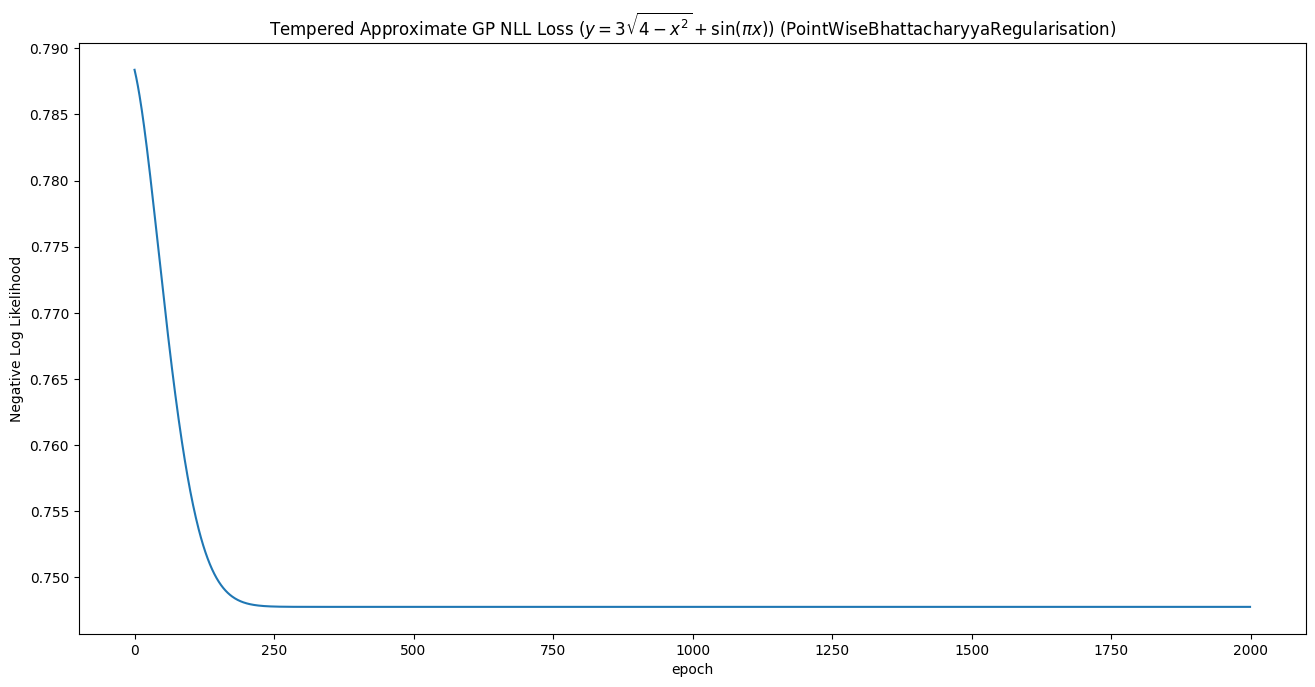 Tempered Approximate GP NLL Loss ($y = 3\sqrt{4 - x^2} + \sin(\pi x)$) (PointWiseBhattacharyyaRegularisation)
0.790
0.785
0.780
0.775
0.770
0.765
0.760
0.755
0.750
Negative Log Likelihood
0 250 500 750 1000 1250 1500 1750 2000
epoch